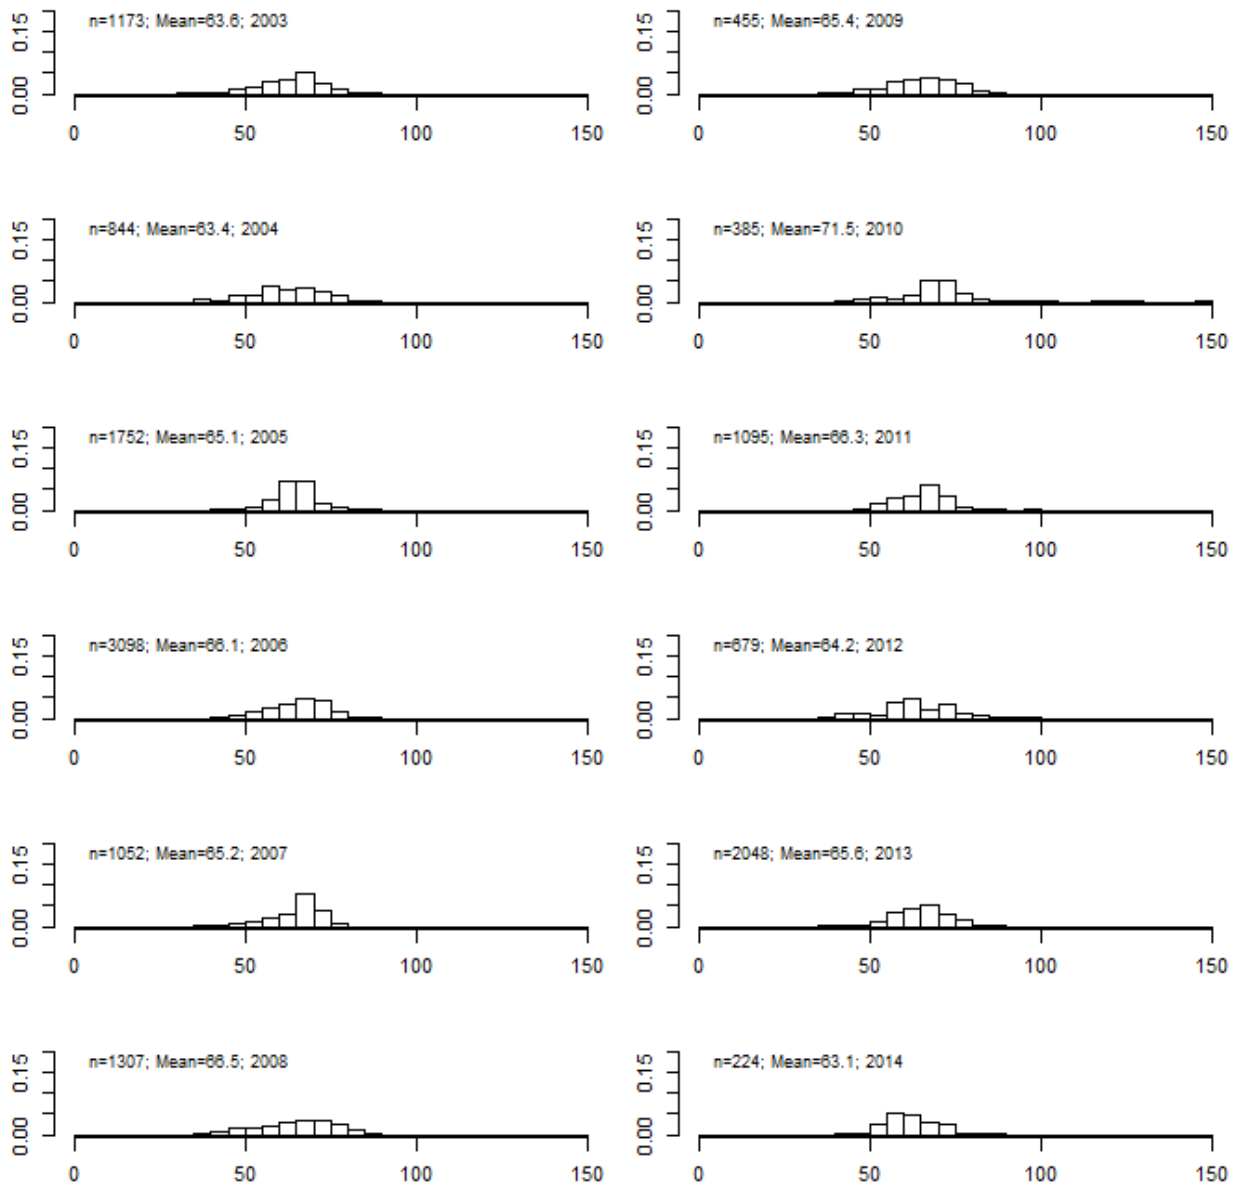 n=1173; Mean=63.6; 2003
0.00 0.15
0 50 100 150
n=455; Mean=65.4; 2009
0.00 0.15
0 50 100 150
n=844; Mean=63.4; 2004
0.00 0.15
0 50 100 150
n=385; Mean=71.5; 2010
0.00 0.15
0 50 100 150
n=1752; Mean=65.1; 2005
0.00 0.15
0 50 100 150
n=1095; Mean=66.3; 2011
0.00 0.15
0 50 100 150
n=3098; Mean=66.1; 2006
0.00 0.15
0 50 100 150
n=679; Mean=64.2; 2012
0.00 0.15
0 50 100 150
n=1052; Mean=65.2; 2007
0.00 0.15
0 50 100 150
n=2048; Mean=65.6; 2013
0.00 0.15
0 50 100 150
n=1307; Mean=66.5; 2008
0.00 0.15
0 50 100 150
n=224; Mean=63.1; 2014
0.00 0.15
0 50 100 150